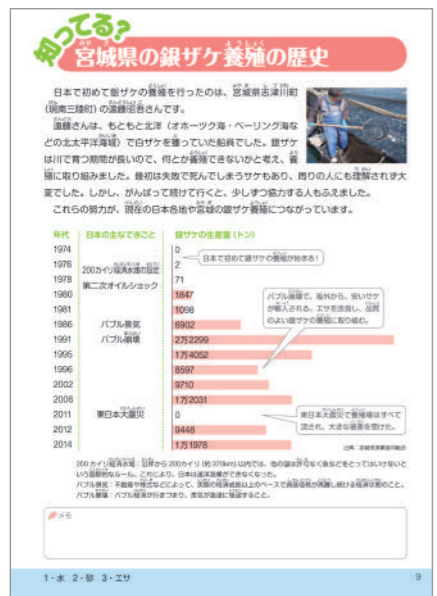 知ってる?
宮城県の銀ザケ養殖の歴史
日本で初めて銀ザケの養殖を行ったのは、宮城県志津川町
(現南三陸町)の遠藤昭吾さんです。
遠藤さんは、もともと北洋(オホーツク海・ベーリング海な
どの北太平洋海域)で白ザケを獲っていた船員でした。銀ザケ
は川で育つ期間が長いので、何とか養殖できないかと考え、養
殖に取り組みました。最初は失敗で死んでしまうサケもあり、周りの人にも理解されず大
変でした。しかし、がんばって続けて行くと、少しずつ協力する人もふえました。
これらの努力が、現在の日本各地や宮城の銀ザケ養殖につながっています。
年代 日本の主なできごと 銀ザケの生産量(トン)
1974 0
日本で初めて銀ザケの養殖が始まる!
1976 200カイリ経済水域の設定 2
1978 第二次オイルショック 71
1980 1847
1981 1098
1986 バブル景気 6902
1991 バブル崩壊 2万2299
1995 1万4052
1996 8597
2002 9710
2006 1万2031
2011 東日本大震災 0
2012 9448
2014 1万1978
バブル崩壊で、海外から、安いサケ
が輸入される。エサを改良し、品質
のよい銀ザケの養殖に取り組む。
東日本大震災で養殖場はすべて
流され、大きな被害を受けた。
200カイリ経済水域:沿岸から200カイリ(約370km)以内では、他の国はかってなく魚などをとってはいけないと
いう国際的なルール。これにより、日本は遠洋漁業ができなくなった。
バブル景気:不動産や株式などによって、実際の経済成長以上のペースで資産価格が高騰し続ける経済状態のこと。
バブル崩壊:バブル経済が行きづまり、景気が急速に後退すること。
メモ
1・水 2・砂 3・エサ
9